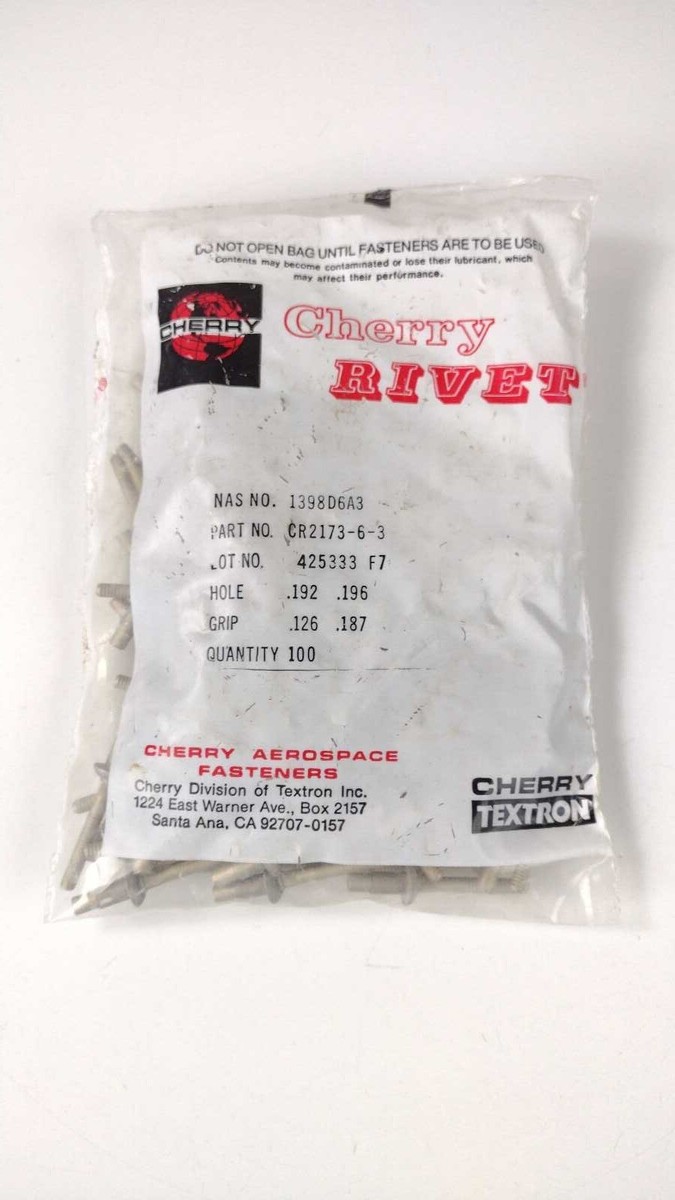 DO NOT OPEN BAG UNTIL FASTENERS ARE TO BE USED
Contents may become contaminated or lose their lubricant, which
may affect their performance.
CHERRY
Cherry
RIVET
NAS NO. 1398D6A3
PART NO. CR2173-6-3
LOT NO. 425333 F7
HOLE .192 .196
GRIP .126 .187
QUANTITY 100
CHERRY AEROSPACE
FASTENERS
Cherry Division of Textron Inc.
1224 East Warner Ave., Box 2157
Santa Ana, CA 92707-0157
CHERRY
TEXTRON